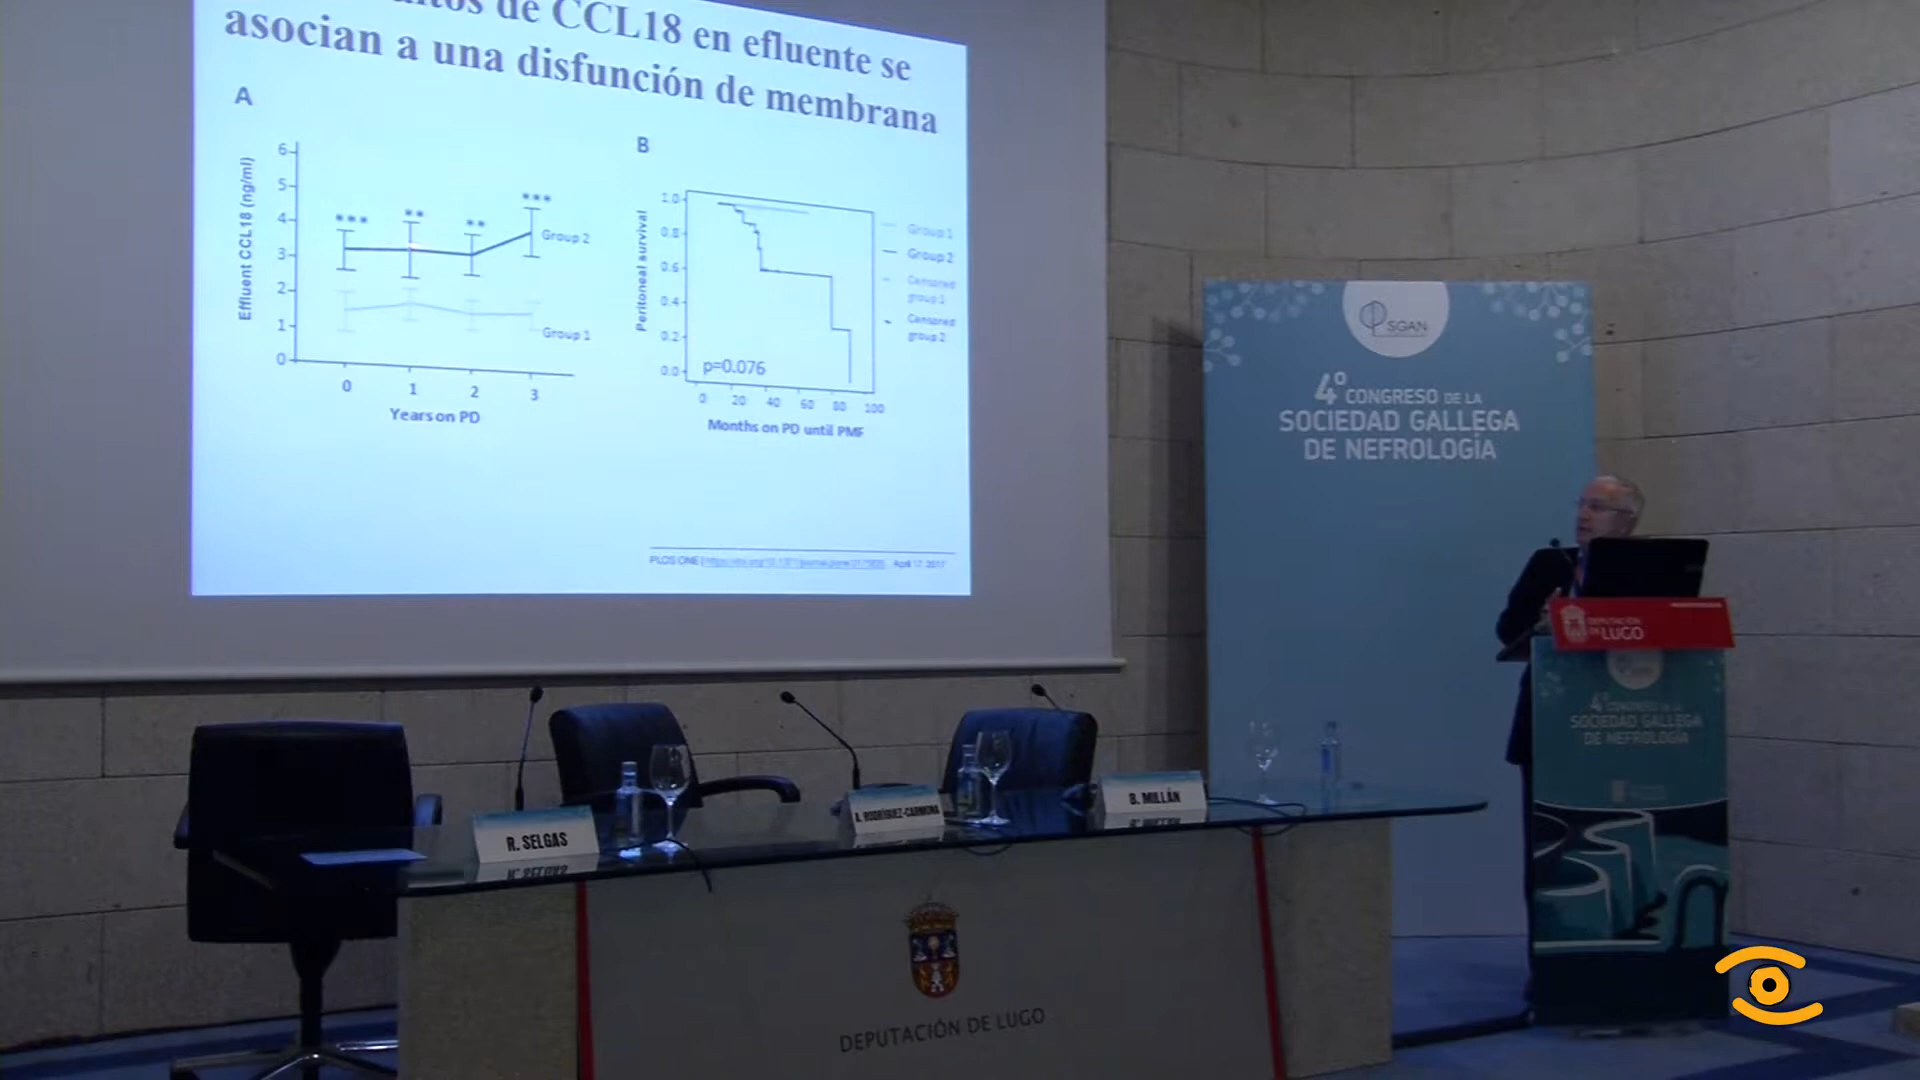 de CCL18 en efluente se
asocian a una disfunción de membrana
A
Effluent CCL18 (ng/ml)
6
5
4
3
2
1
0
***
**
**
***
Group 2
Group 1
0
1
2
3
Years on PD
B
Peritoneal survival
1.0
0.8
0.6
0.4
0.2
0.0
p=0.076
0
20
40
60
80
100
Months on PD until PMF
Group 1
Group 2
Censored
group 1
Censored
group 2
PLOS ONE
April 17, 2017
SGAN
4º CONGRESO DE LA
SOCIEDAD GALLEGA
DE NEFROLOGÍA
DEPUTACIÓN
DE LUGO
4º CONGRESO DE LA
SOCIEDAD GALLEGA
DE NEFROLOGÍA
R. SELGAS
A. RODRÍGUEZ-CARMONA
B. MILLÁN
DEPUTACIÓN DE LUGO